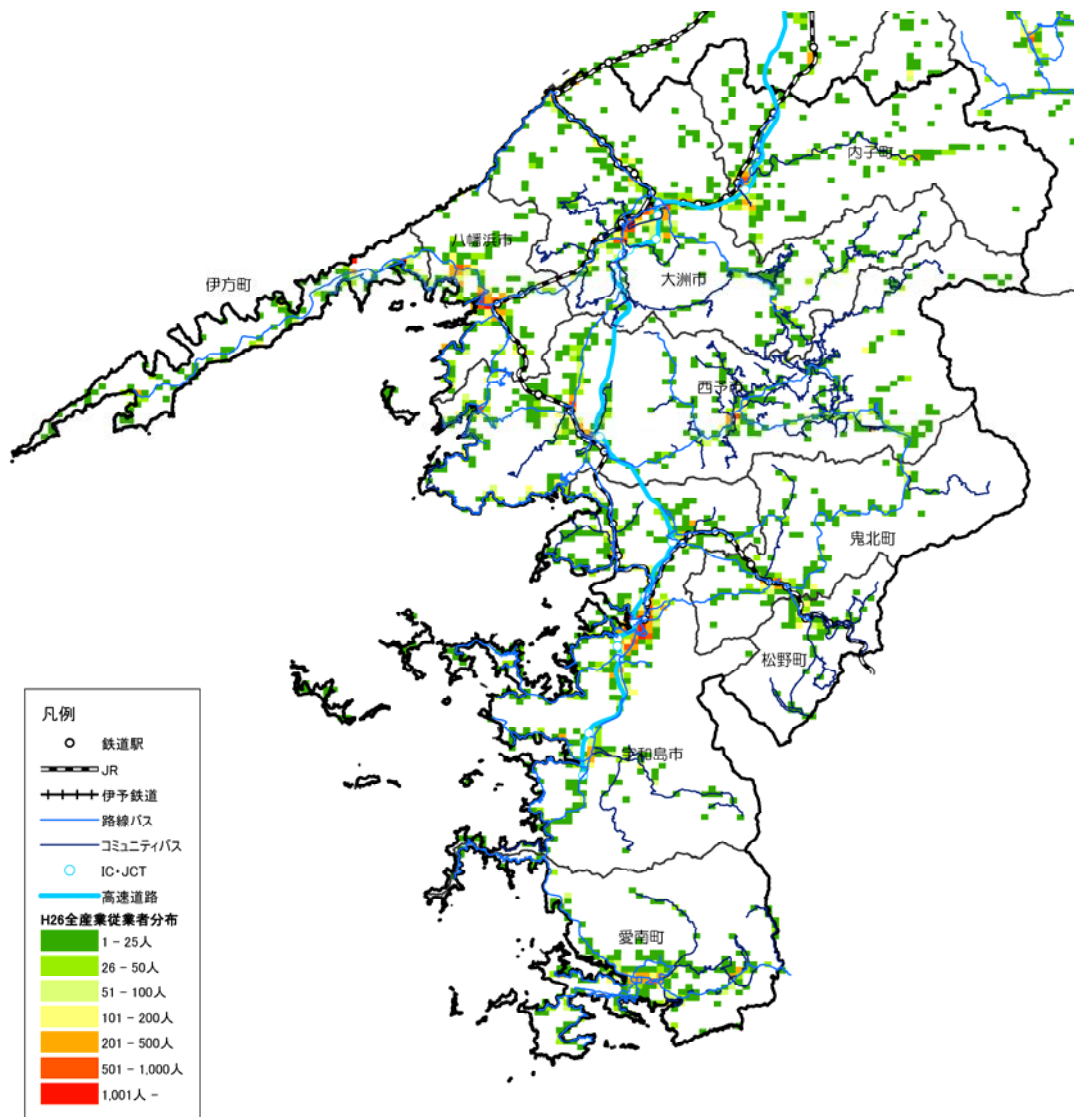 内子町
八幡浜市
大洲市
伊方町
西予市
鬼北町
松野町
宇和島市
愛南町
凡例
鉄道駅
JR
伊予鉄道
路線バス
コミュニティバス
IC・JCT
高速道路
H26全産業従業者分布
1 - 25人
26 - 50人
51 - 100人
101 - 200人
201 - 500人
501 - 1,000人
1,001人 -